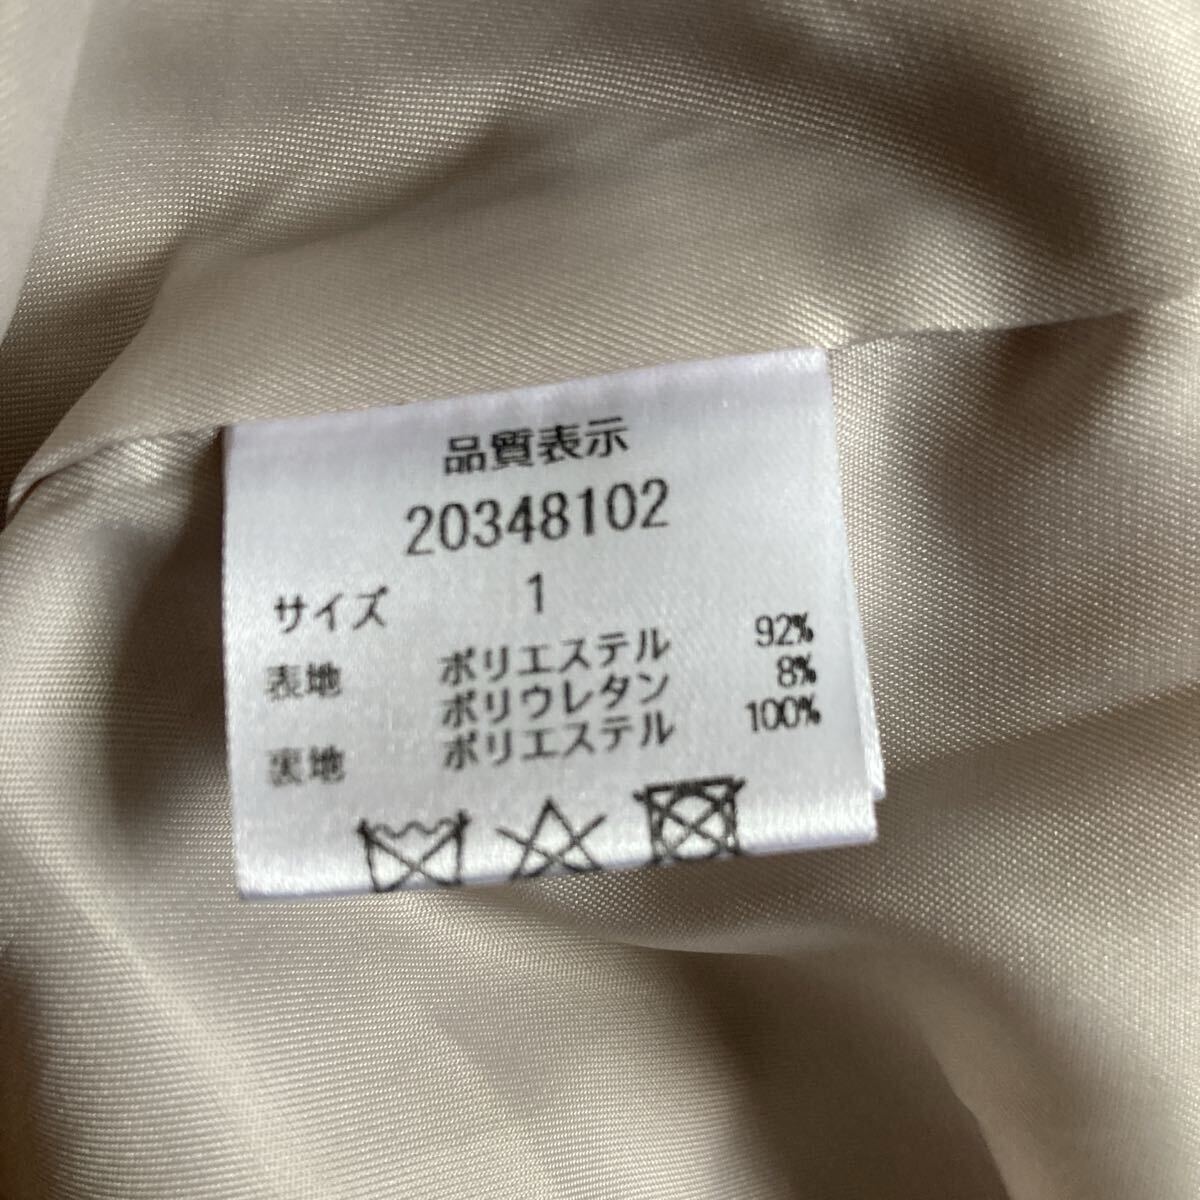 品質表示
20348102
サイズ 1
表地 ポリエステル 92%
ポリウレタン 8%
裏地 ポリエステル 100%